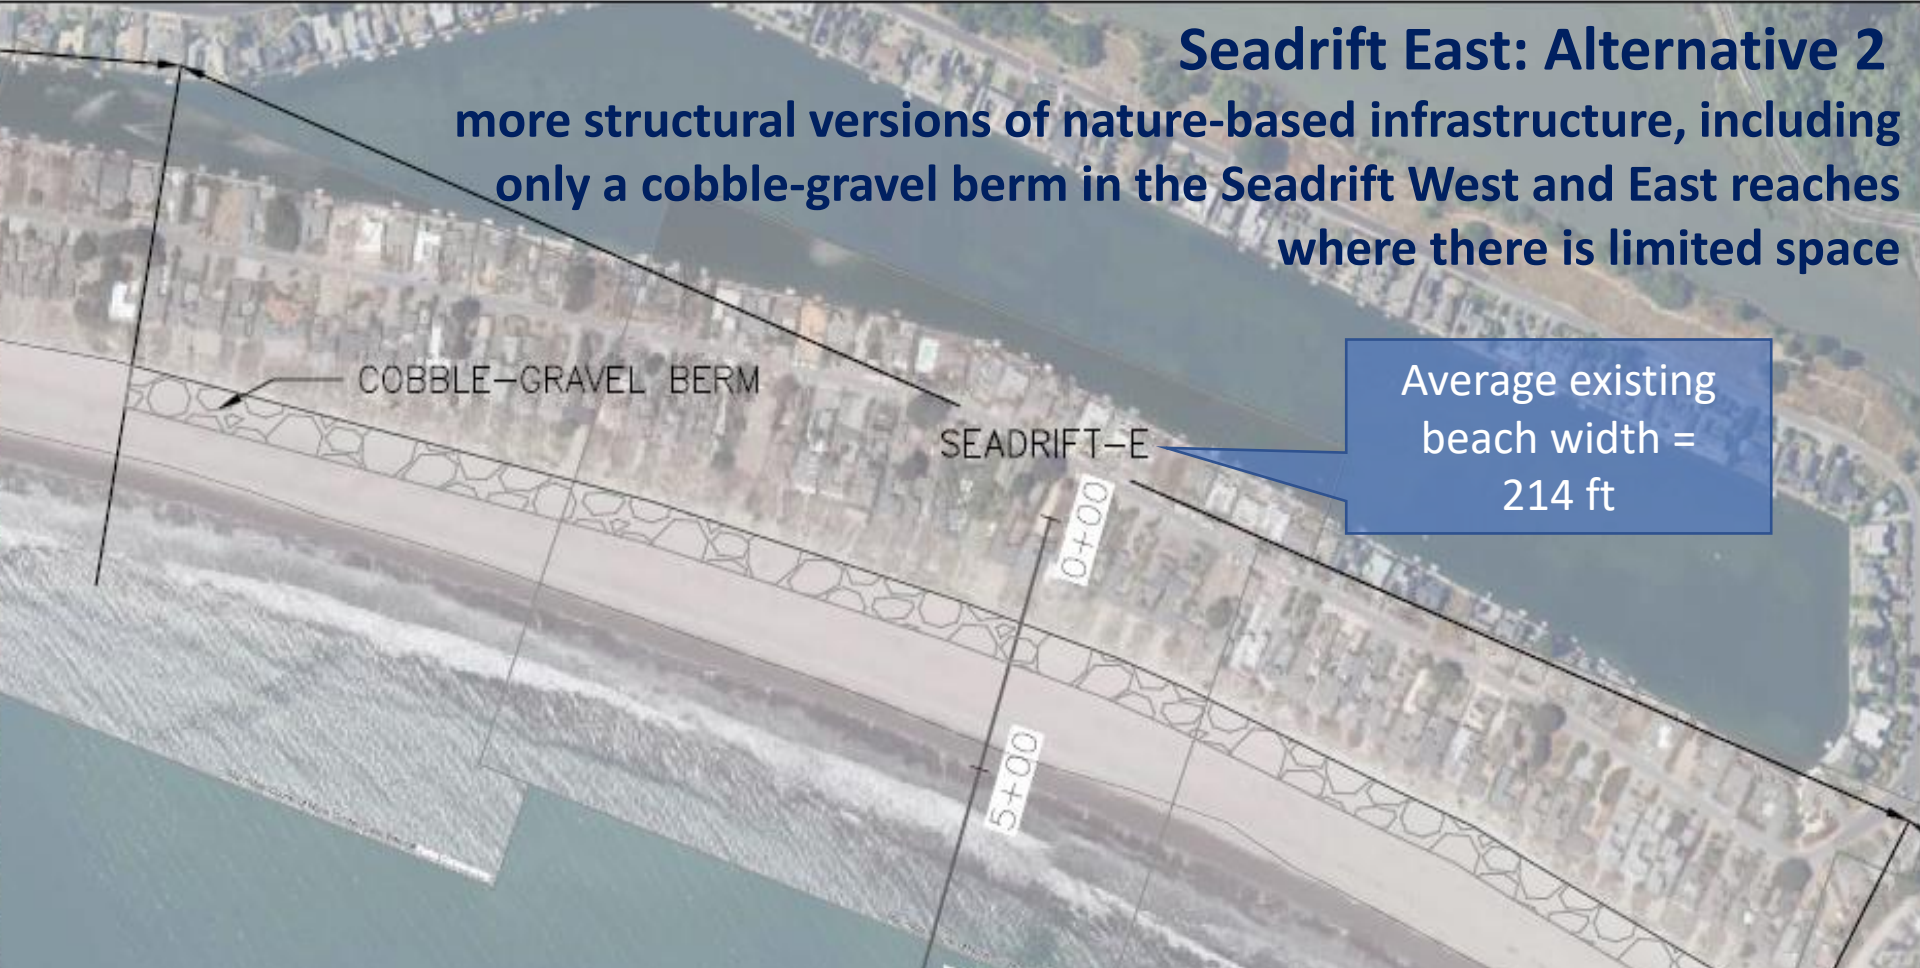 Seadrift East: Alternative 2
more structural versions of nature-based infrastructure, including
only a cobble-gravel berm in the Seadrift West and East reaches
where there is limited space
Average existing
beach width =
214 ft
COBBLE-GRAVEL BERM
SEADRIFT-E
0+00
5+00